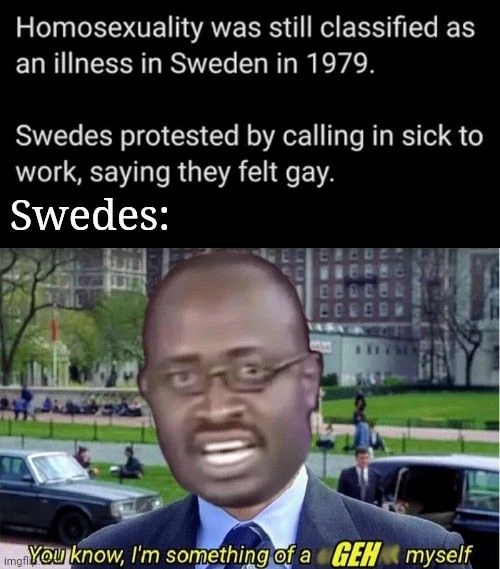 Homosexuality was still classified as
an illness in Sweden in 1979.
Swedes protested by calling in sick to
work, saying they felt gay.
Swedes:
You know, I'm something of a GEH myself